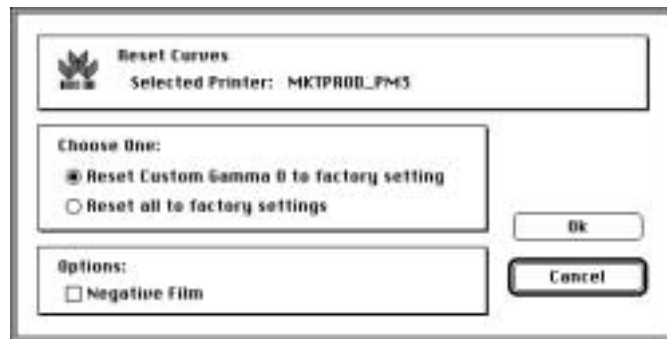 Reset Curves
Selected Printer: MKTPROD_PM3
Choose One:
Reset Custom Gamma 0 to factory setting
Reset all to factory settings
Ok
Options:
Negative Film
Cancel